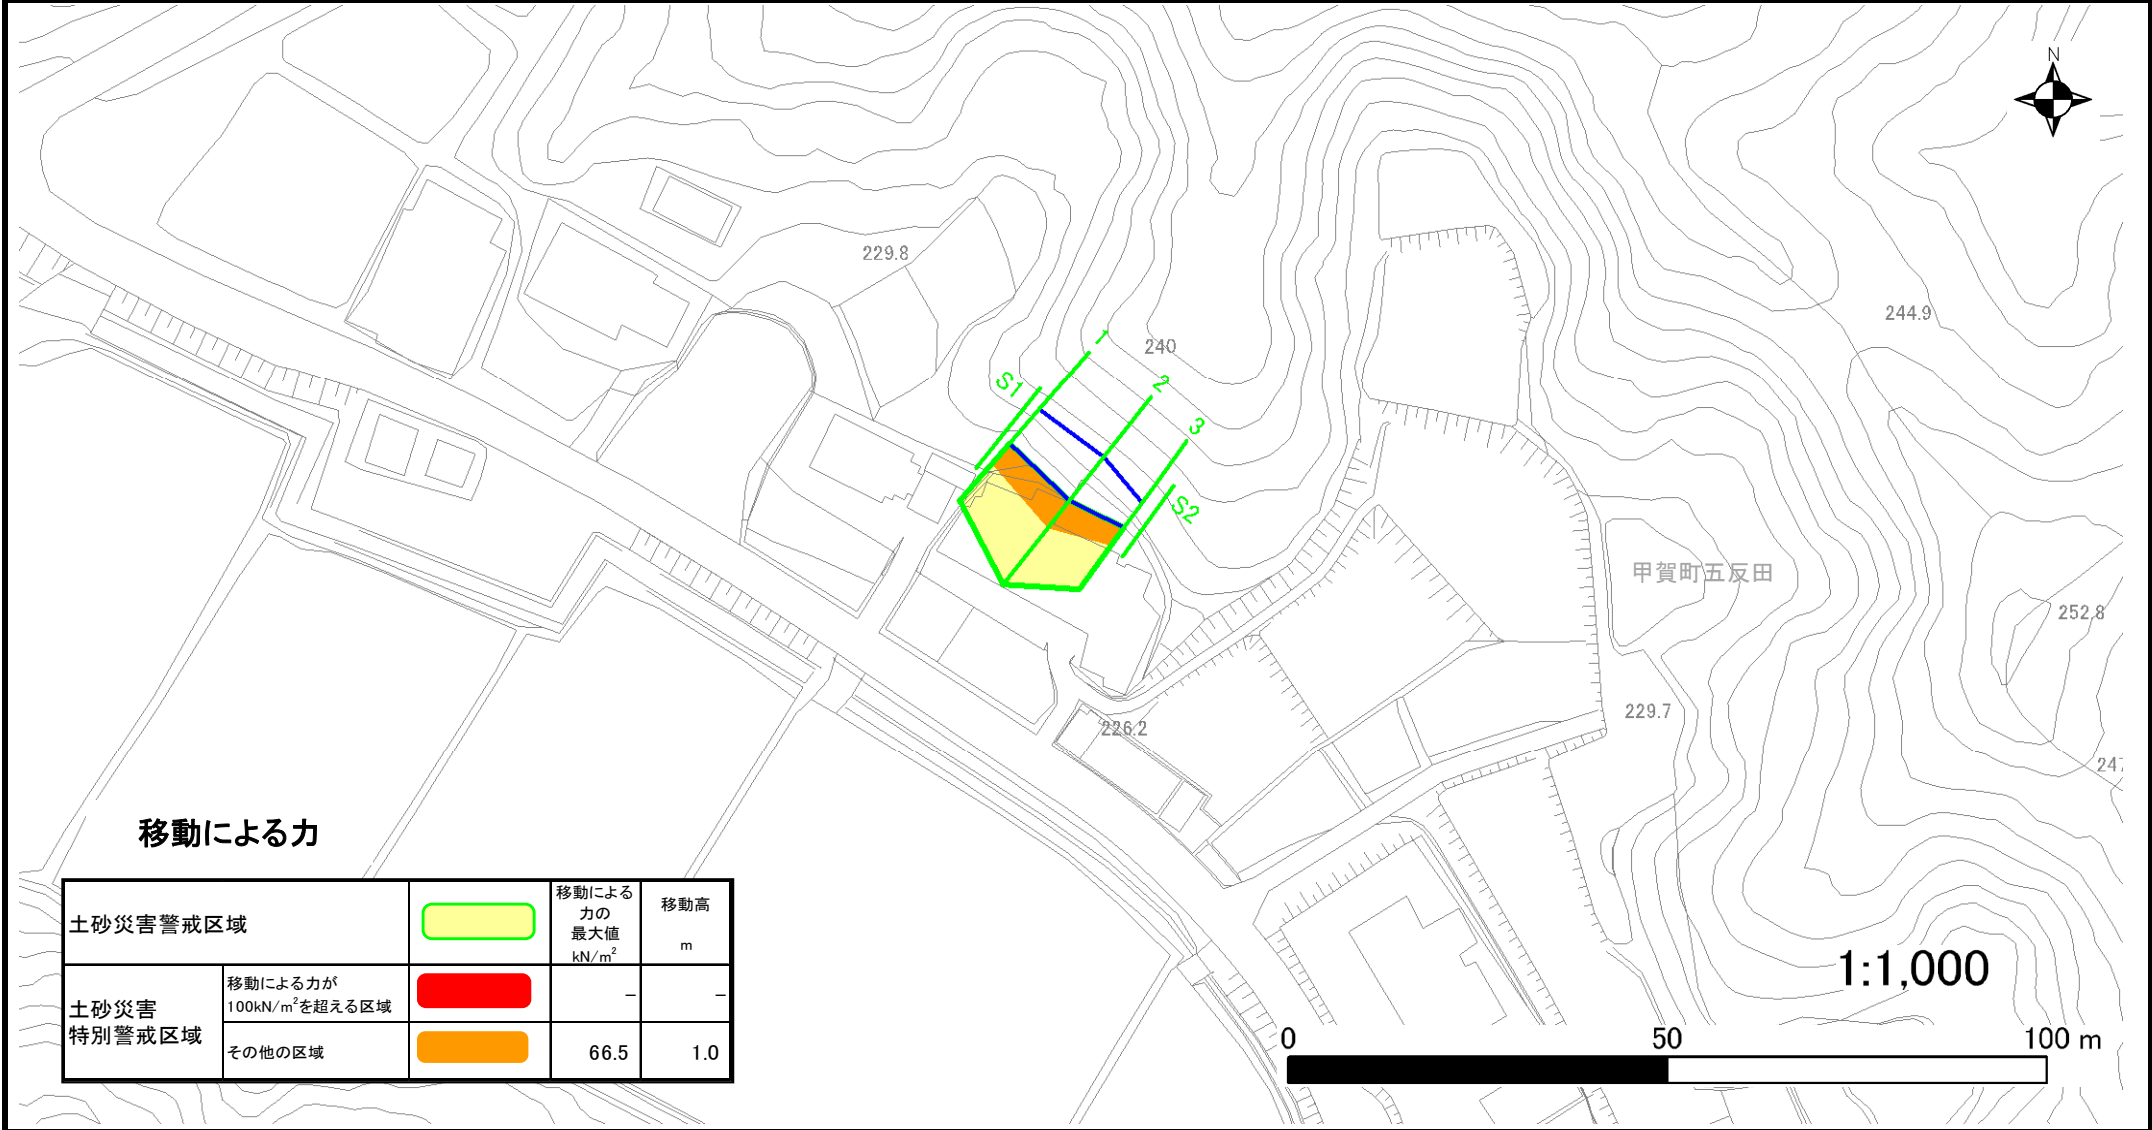 N
229.8
240
244.9
1
2
3
S1
S2
甲賀町五反田
252.8
229.7
226.2
移動による力
土砂災害警戒区域
移動による
力の
最大値
kN/m²
移動高
m
土砂災害
特別警戒区域
移動による力が
100kN/m²を超える区域
–
–
その他の区域
66.5
1.0
1:1,000
0
50
100 m